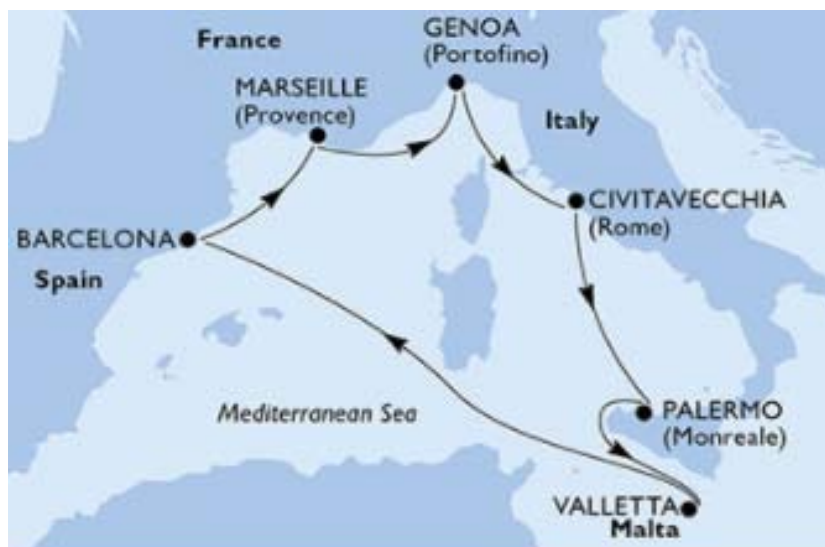 France
GENOA
(Portofino)
MARSEILLE
(Provence)
Italy
CIVITAVECCHIA
(Rome)
BARCELONA
Spain
Mediterranean Sea
PALERMO
(Monreale)
VALLETTA
Malta